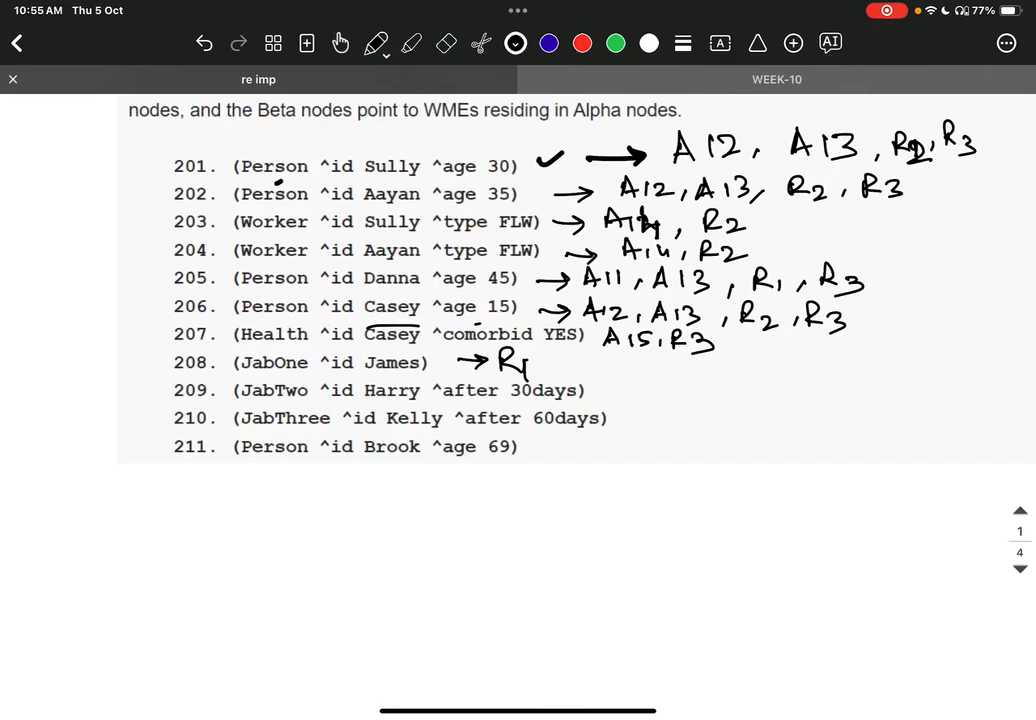 10:55 AM Thu 5 Oct 77%
A AI
re imp WEEK-10
nodes, and the Beta nodes point to WMEs residing in Alpha nodes.
201. (Person ^id Sully ^age 30) A12, A13, R2, R3
202. (Person ^id Aayan ^age 35) → A12, A13, R2, R3
203. (Worker ^id Sully ^type FLW) → A14, R2
204. (Worker ^id Aayan ^type FLW) → A14, R2
205. (Person ^id Danna ^age 45) → A11, A13, R1, R3
206. (Person ^id Casey ^age 15) → A12, A13, R2, R3
207. (Health ^id Casey ^comorbid YES) A15, R3
208. (JabOne ^id James) → R1
209. (JabTwo ^id Harry ^after 30days)
210. (JabThree ^id Kelly ^after 60days)
211. (Person ^id Brook ^age 69)
1
4